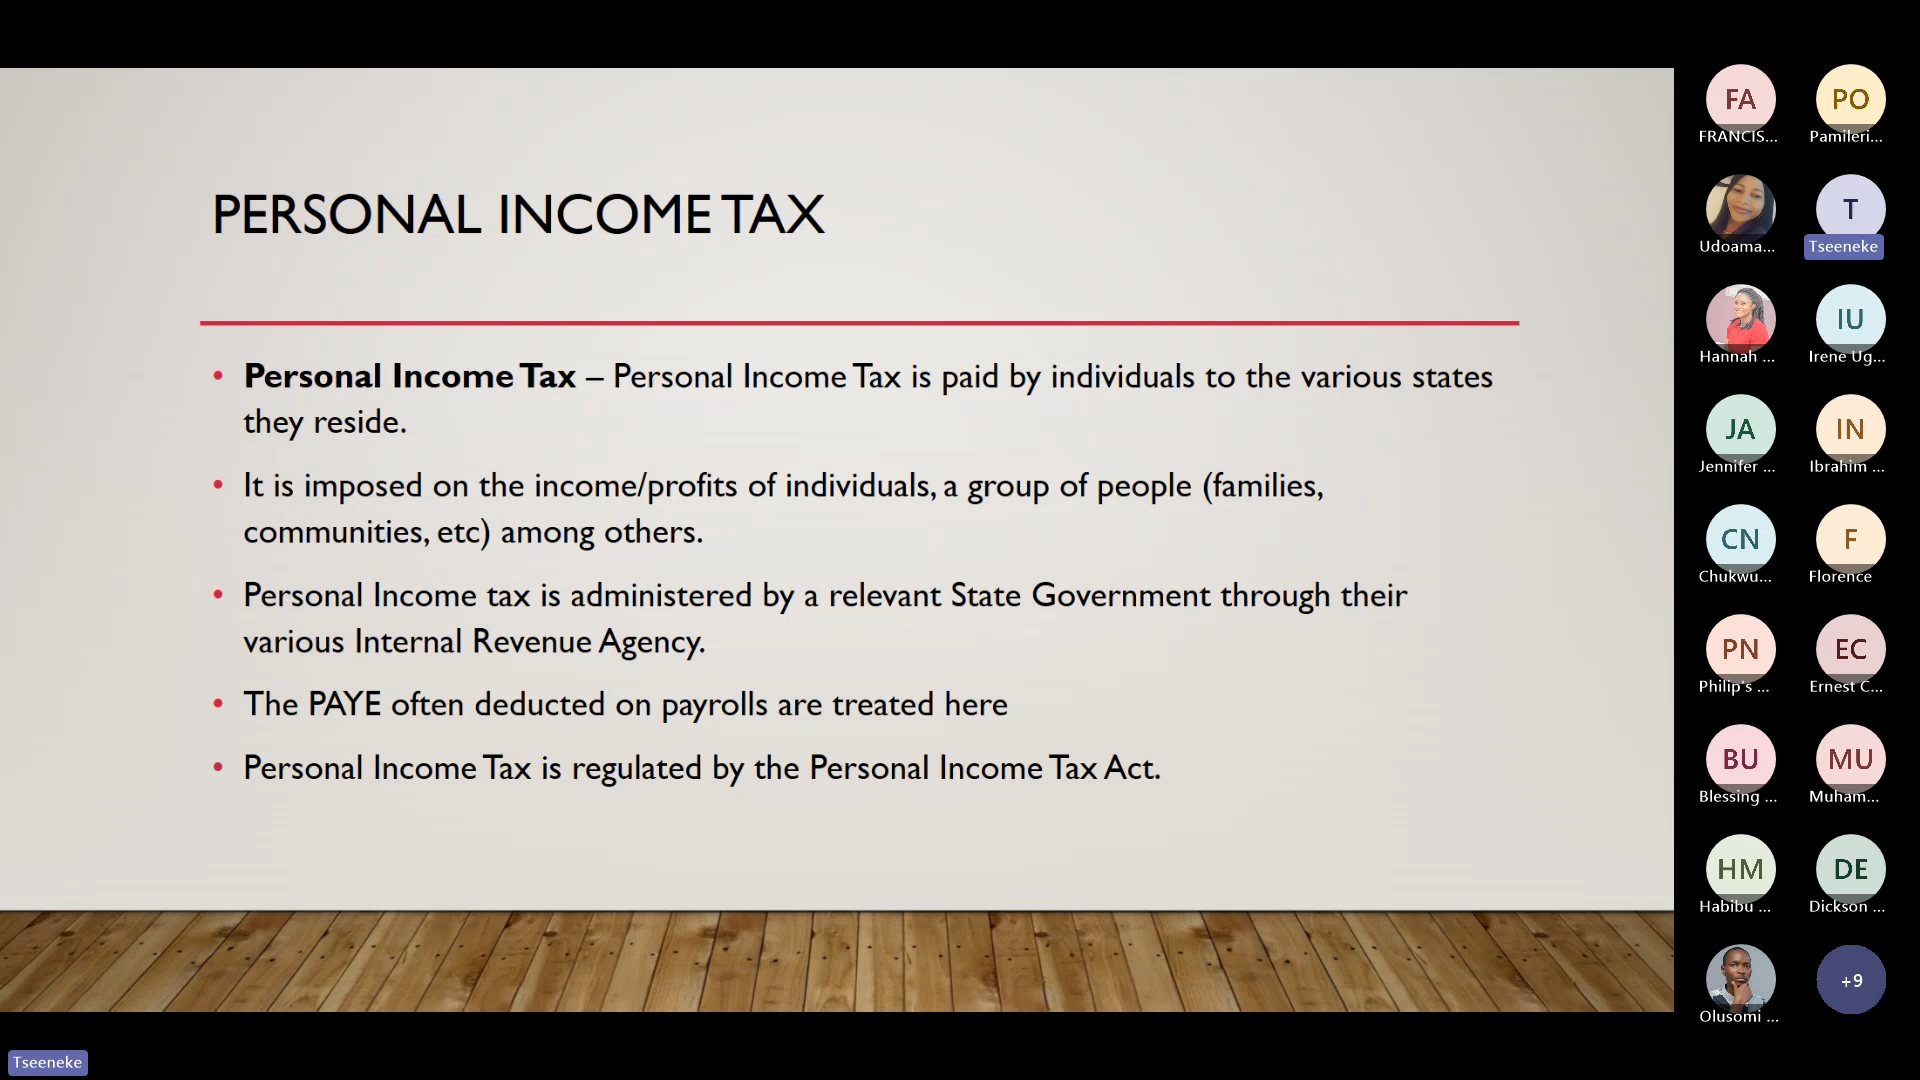 PERSONAL INCOME TAX
• Personal Income Tax – Personal Income Tax is paid by individuals to the various states
they reside.
• It is imposed on the income/profits of individuals, a group of people (families,
communities, etc) among others.
• Personal Income tax is administered by a relevant State Government through their
various Internal Revenue Agency.
• The PAYE often deducted on payrolls are treated here
• Personal Income Tax is regulated by the Personal Income Tax Act.
FA
FRANCIS...
PO
Pamileri...
Udoama...
T
Tseeneke
Hannah ...
IU
Irene Ug...
JA
Jennifer ...
IN
Ibrahim ...
CN
Chukwu...
F
Florence
PN
Philip's ...
EC
Ernest C...
BU
Blessing ...
MU
Muham...
HM
Habibu ...
DE
Dickson ...
Olusomi ...
+9
Tseeneke